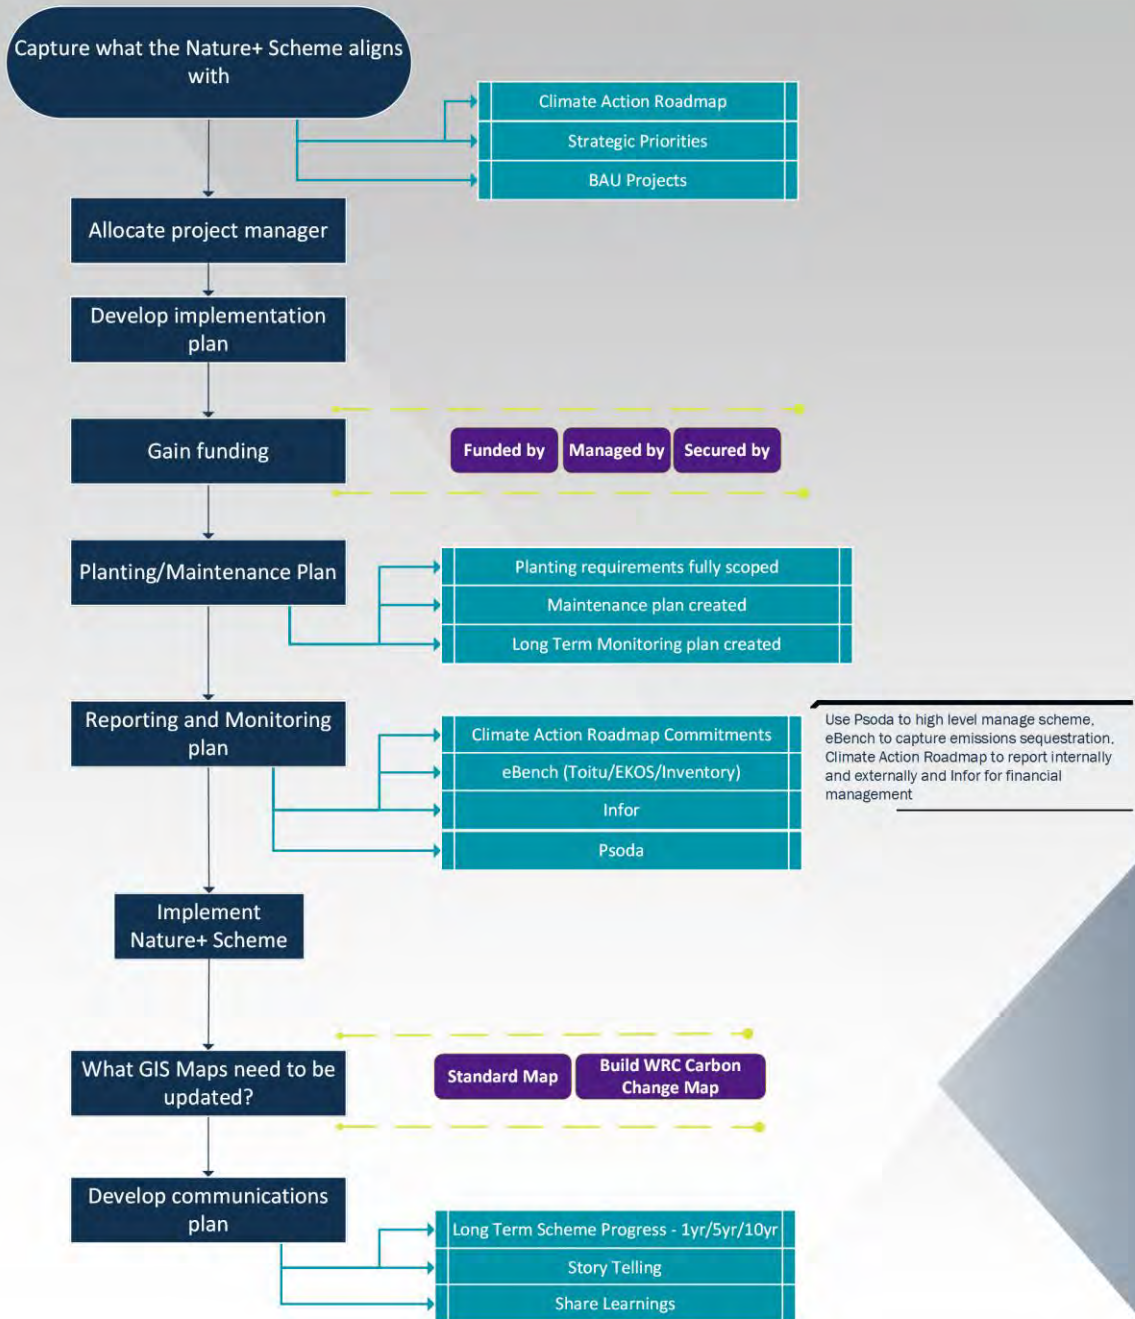 Capture what the Nature+ Scheme aligns
with
Climate Action Roadmap
Strategic Priorities
BAU Projects
Allocate project manager
Develop implementation
plan
Gain funding
Funded by
Managed by
Secured by
Planting/Maintenance Plan
Planting requirements fully scoped
Maintenance plan created
Long Term Monitoring plan created
Reporting and Monitoring
plan
Climate Action Roadmap Commitments
eBench (Toitu/EKOS/Inventory)
Infor
Psoda
Use Psoda to high level manage scheme,
eBench to capture emissions sequestration,
Climate Action Roadmap to report internally
and externally and Infor for financial
management
Implement
Nature+ Scheme
What GIS Maps need to be
updated?
Standard Map
Build WRC Carbon
Change Map
Develop communications
plan
Long Term Scheme Progress - 1yr/5yr/10yr
Story Telling
Share Learnings